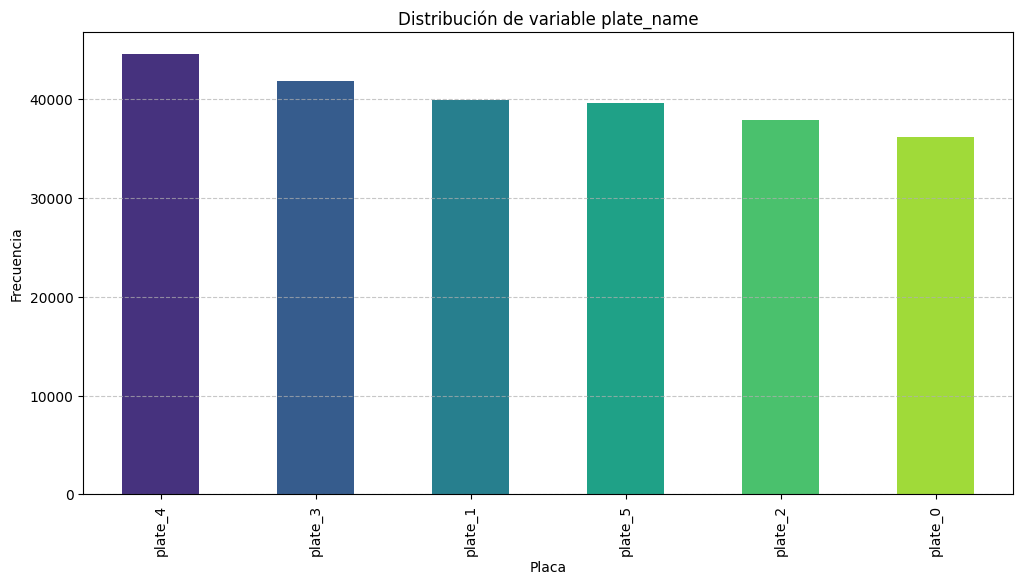 Distribución de variable plate_name
Frecuencia
40000
30000
20000
10000
0
plate_4
plate_3
plate_1
plate_5
plate_2
plate_0
Placa